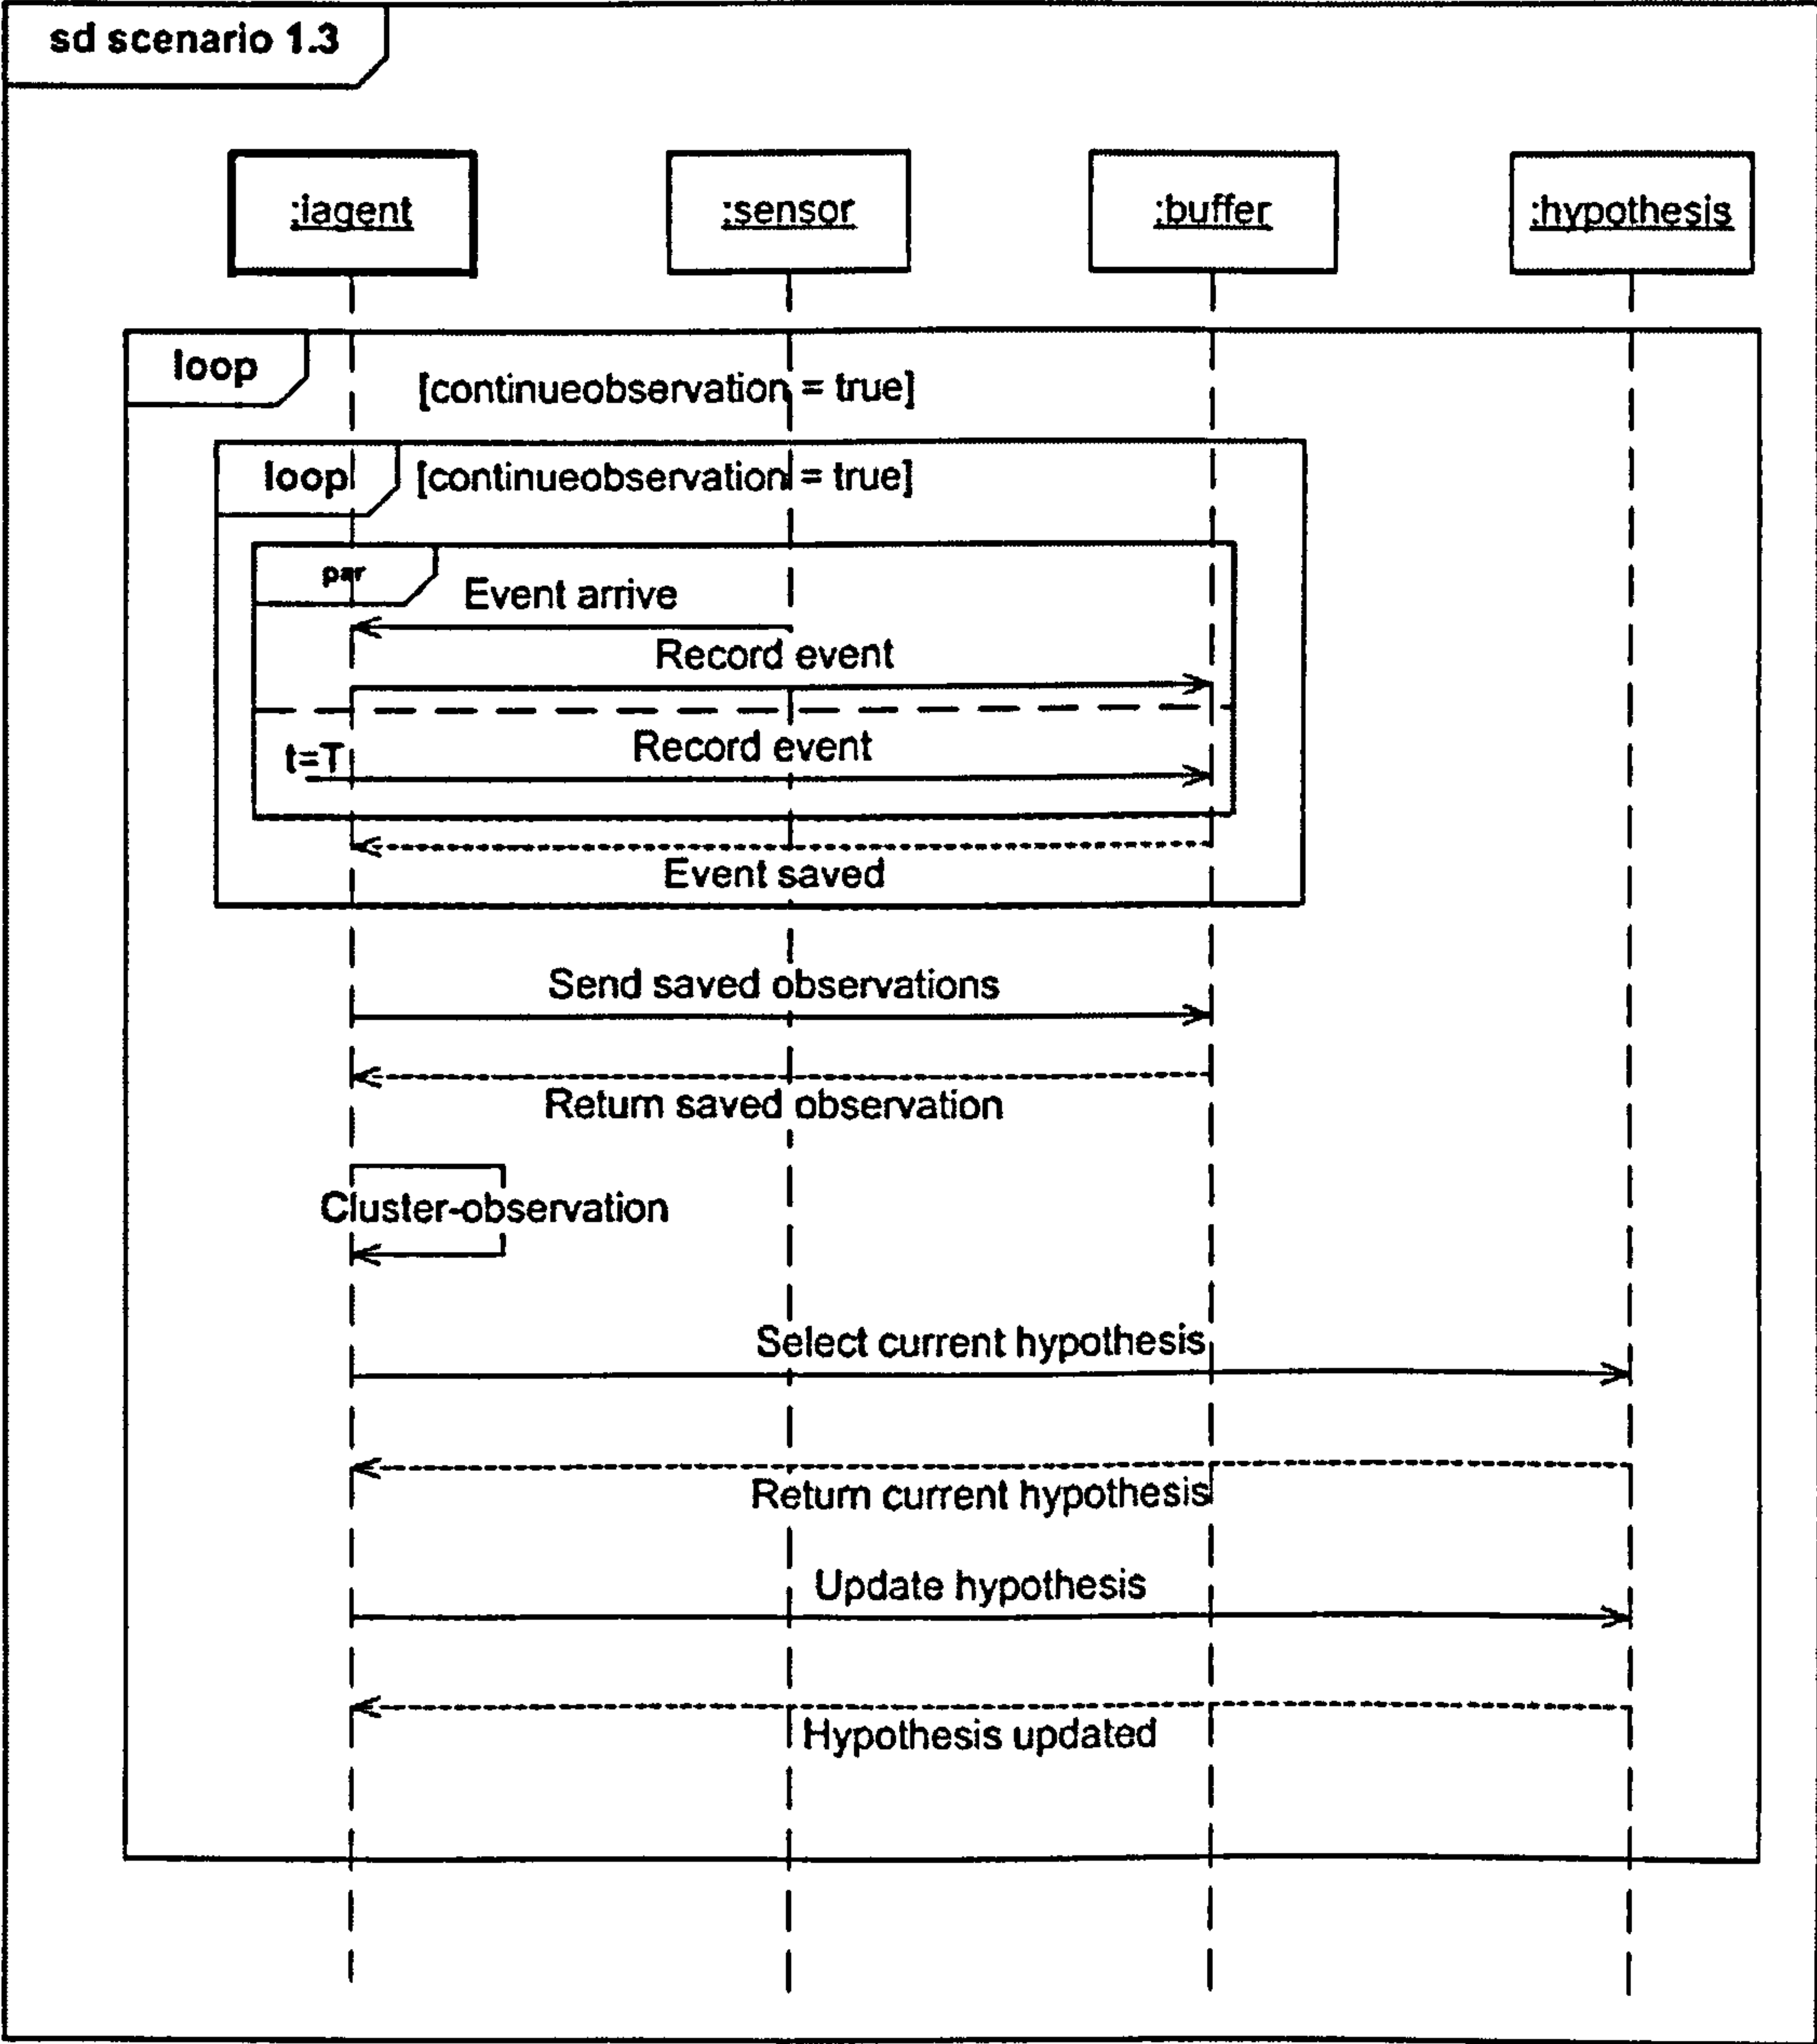 sd scenario 1.3
:iagent
:sensor
:buffer
:hypothesis
loop
[continueobservation = true]
loop
[continueobservation = true]
par
Event arrive
Record event
t=T
Record event
Event saved
Send saved observations
Return saved observation
Cluster-observation
Select current hypothesis
Return current hypothesis
Update hypothesis
Hypothesis updated